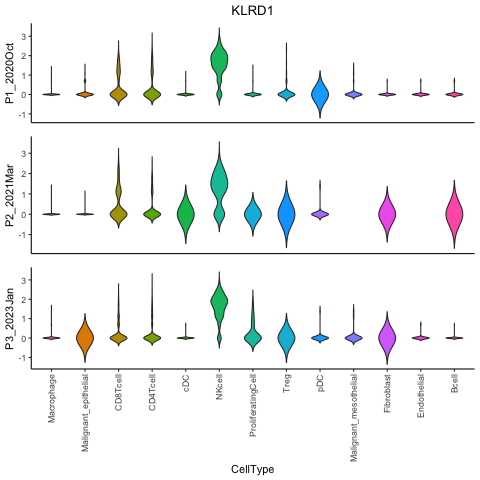 KLRD1
P1_2020Oct
3
2
1
0
-1
P2_2021Mar
3
2
1
0
-1
P3_2023Jan
3
2
1
0
-1
Macrophage
Malignant_epithelial
CD8Tcell
CD4Tcell
cDC
NKcell
ProliferatingCell
Treg
pDC
Malignant_mesothelial
Fibroblast
Endothelial
Bcell
CellType